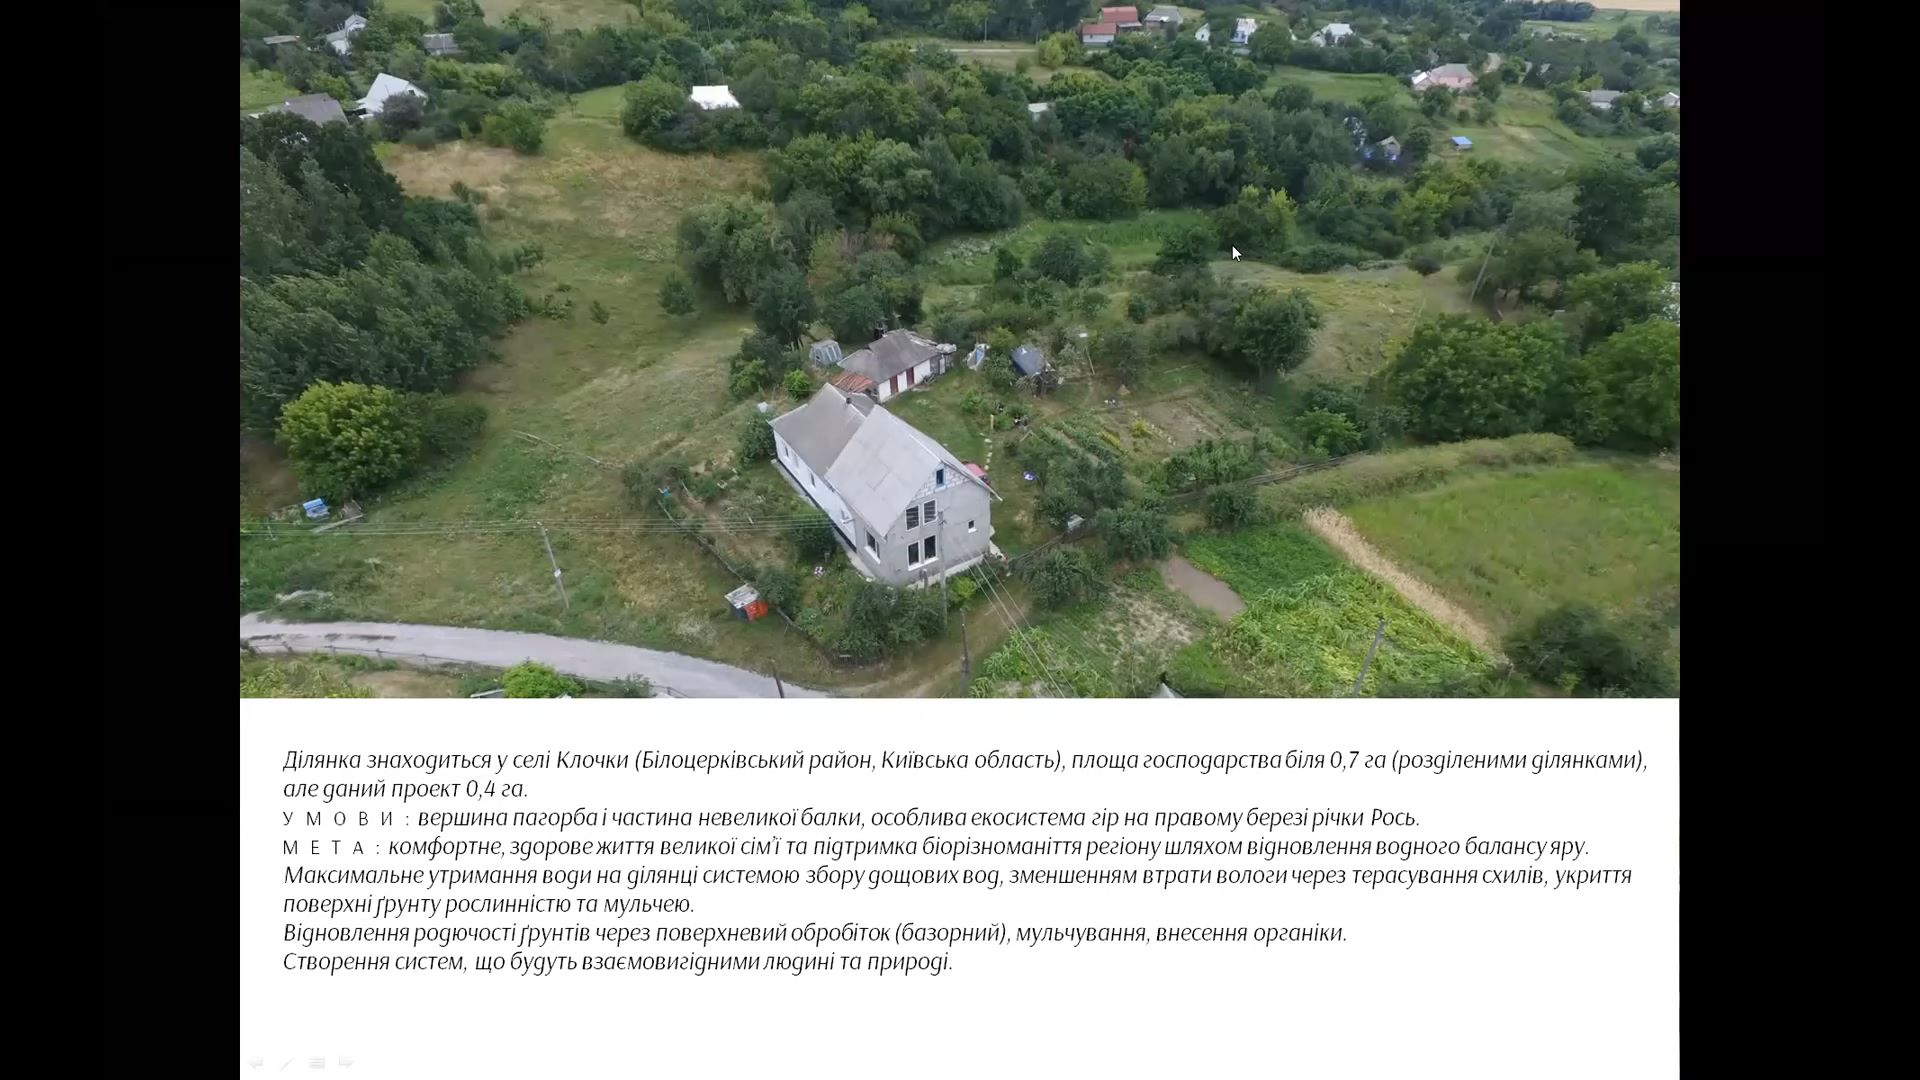 Ділянка знаходиться у селі Клочки (Білоцерківський район, Київська область), площа господарства біля 0,7 га (розділеними ділянками),
але даний проект 0,4 га.
УМОВИ: вершина пагорба і частина невеликої балки, особлива екосистема гір на правому березі річки Рось.
МЕТА: комфортне, здорове життя великої сім’ї та підтримка біорізноманіття регіону шляхом відновлення водного балансу яру.
Максимальне утримання води на ділянці системою збору дощових вод, зменшенням втрати вологи через терасування схилів, укриття
поверхні ґрунту рослинністю та мульчею.
Відновлення родючості ґрунтів через поверхневий обробіток (базорний), мульчування, внесення органіки.
Створення систем, що будуть взаємовигідними людині та природі.